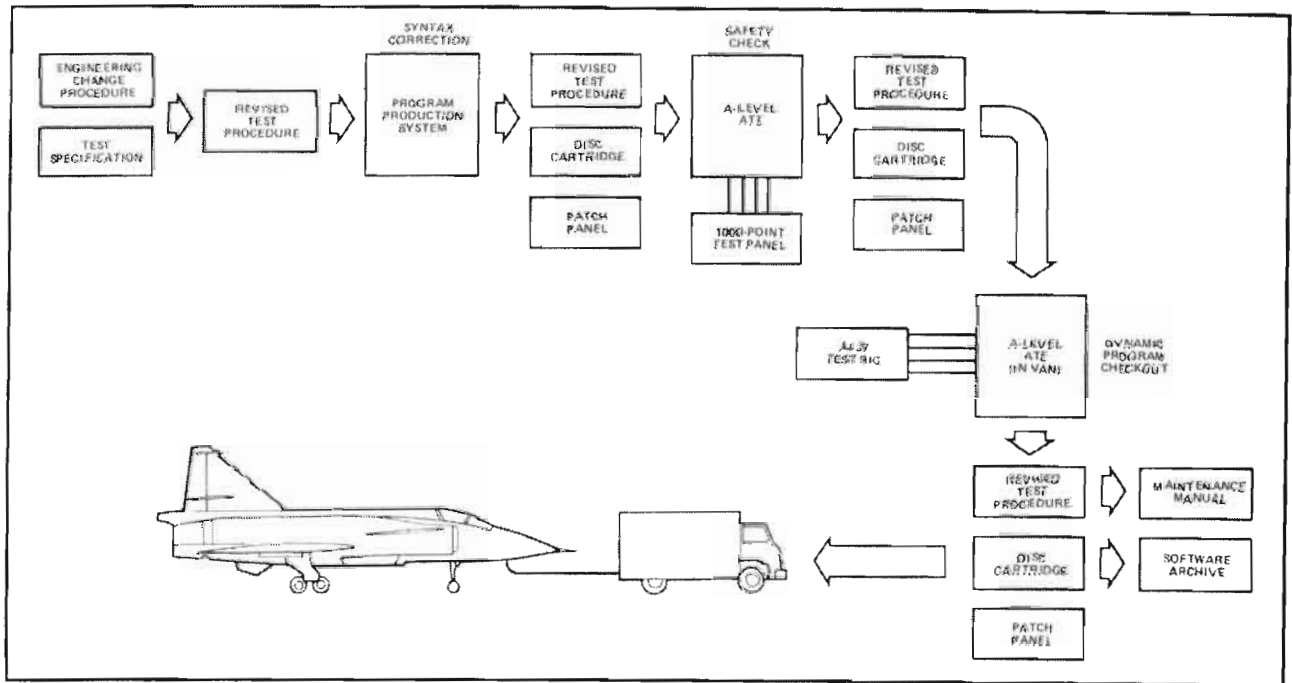 SYNTAX
CORRECTION
SAFETY
CHECK
ENGINEERING
CHANGE
PROCEDURE
TEST
SPECIFICATION
REVISED
TEST
PROCEDURE
PROGRAM
PRODUCTION
SYSTEM
REVISED
TEST
PROCEDURE
DISC
CARTRIDGE
PATCH
PANEL
A-LEVEL
ATE
1000-POINT
TEST PANEL
REVISED
TEST
PROCEDURE
DISC
CARTRIDGE
PATCH
PANEL
TEST RIG
A-LEVEL
ATE
(IN VAN)
DYNAMIC
PROGRAM
CHECKOUT
REVISED
TEST
PROCEDURE
MAINTENANCE
MANUAL
DISC
CARTRIDGE
SOFTWARE
ARCHIVE
PATCH
PANEL